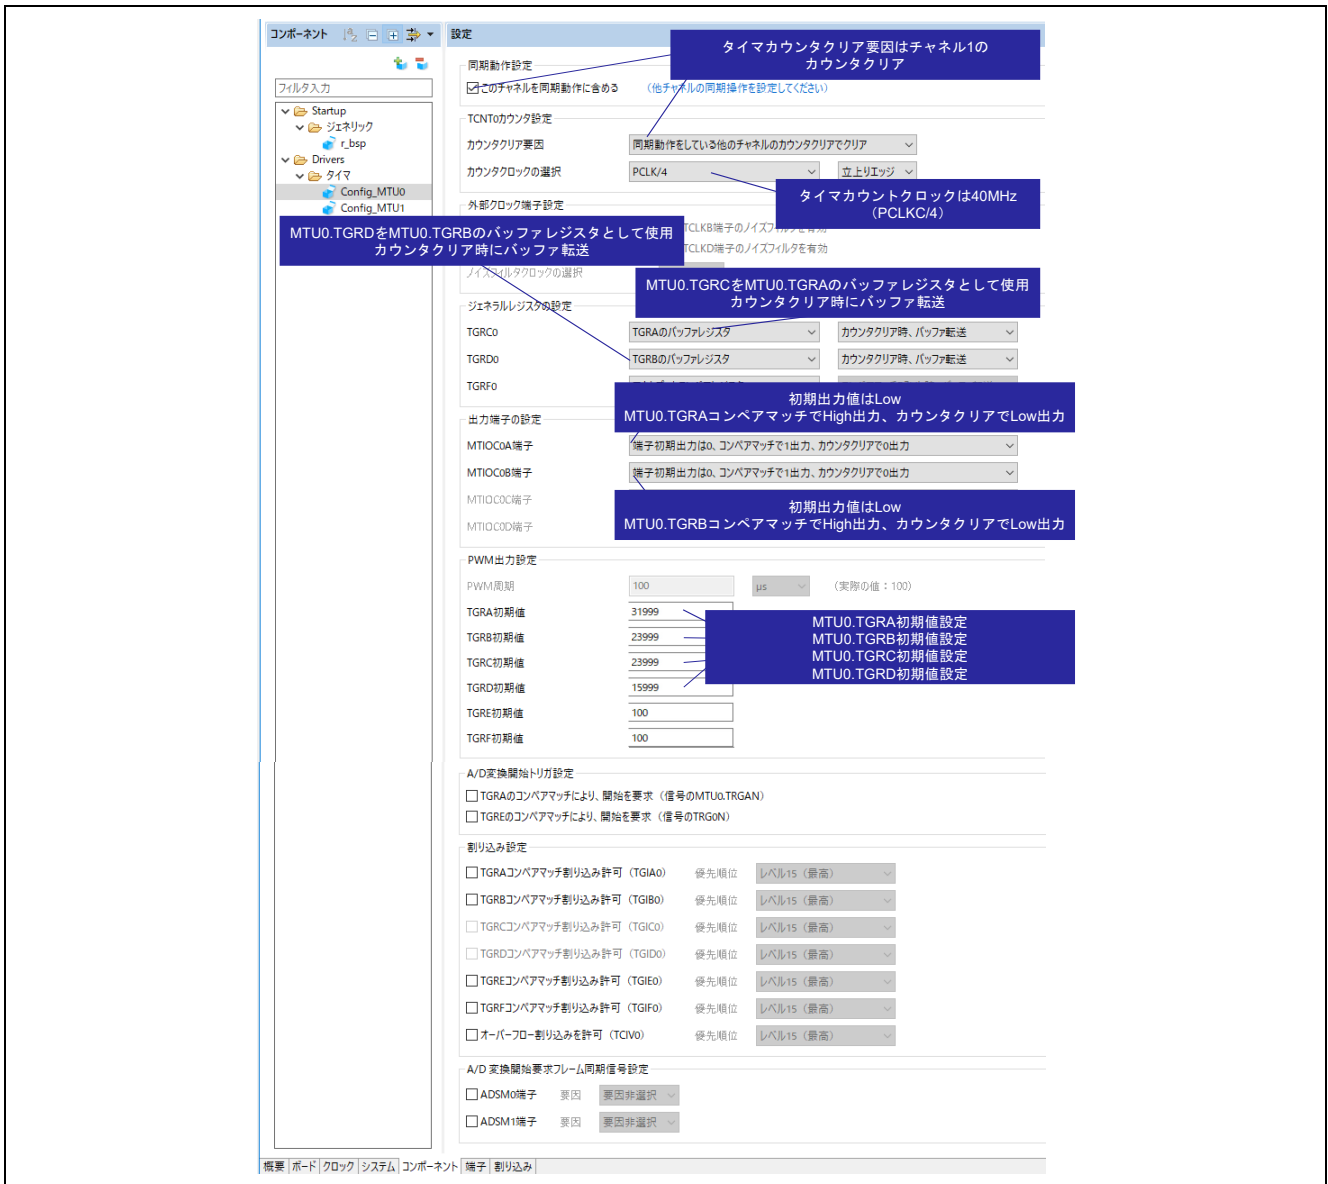 コンポーネント
設定
タイマカウンタクリア要因はチャネル1の
カウンタクリア
フィルタ入力
Startup
ジェネリック
r_bsp
Drivers
タイマ
Config_MTU0
Config_MTU1
同期動作設定
このチャネルを同期動作に含める (他チャネルの同期操作を設定してください)
TCNT0カウンタ設定
カウンタクリア要因 同期動作をしている他のチャネルのカウンタクリアでクリア
カウンタクロックの選択 PCLK/4 立上りエッジ
タイマカウントクロックは40MHz
（PCLKC/4）
外部クロック端子設定
TCLKB端子のノイズフィルタを有効
TCLKD端子のノイズフィルタを有効
MTU0.TGRDをMTU0.TGRBのバッファレジスタとして使用
カウンタクリア時にバッファ転送
ノイズフィルタクロックの選択
MTU0.TGRCをMTU0.TGRAのバッファレジスタとして使用
カウンタクリア時にバッファ転送
ジェネラルレジスタの設定
TGRC0 TGRAのバッファレジスタ カウンタクリア時、バッファ転送
TGRD0 TGRBのバッファレジスタ カウンタクリア時、バッファ転送
TGRF0
初期出力値はLow
MTU0.TGRAコンペアマッチでHigh出力、カウンタクリアでLow出力
出力端子の設定
MTIOC0A端子 端子初期出力は0、コンペアマッチで1出力、カウンタクリアで0出力
MTIOC0B端子 端子初期出力は0、コンペアマッチで1出力、カウンタクリアで0出力
MTIOC0C端子
MTIOC0D端子
初期出力値はLow
MTU0.TGRBコンペアマッチでHigh出力、カウンタクリアでLow出力
PWM出力設定
PWM周期 100 µs (実際の値：100)
TGRA初期値 31999
TGRB初期値 23999
TGRC初期値 23999
TGRD初期値 15999
TGRE初期値 100
TGRF初期値 100
MTU0.TGRA初期値設定
MTU0.TGRB初期値設定
MTU0.TGRC初期値設定
MTU0.TGRD初期値設定
A/D変換開始トリガ設定
TGRAのコンペアマッチにより、開始を要求（信号のMTU0.TRGAN）
TGREのコンペアマッチにより、開始を要求（信号のTRG0N）
割り込み設定
TGRAコンペアマッチ割り込み許可（TGIA0） 優先順位 レベル15（最高）
TGRBコンペアマッチ割り込み許可（TGIB0） 優先順位 レベル15（最高）
TGRCコンペアマッチ割り込み許可（TGIC0） 優先順位 レベル15（最高）
TGRDコンペアマッチ割り込み許可（TGID0） 優先順位 レベル15（最高）
TGREコンペアマッチ割り込み許可（TGIE0） 優先順位 レベル15（最高）
TGRFコンペアマッチ割り込み許可（TGIF0） 優先順位 レベル15（最高）
オーバーフロー割り込みを許可（TCIV0） 優先順位 レベル15（最高）
A/D 変換開始要求フレーム同期信号設定
ADSM0端子 要因 要因非選択
ADSM1端子 要因 要因非選択
概要 ボード クロック システム コンポーネント 端子 割り込み